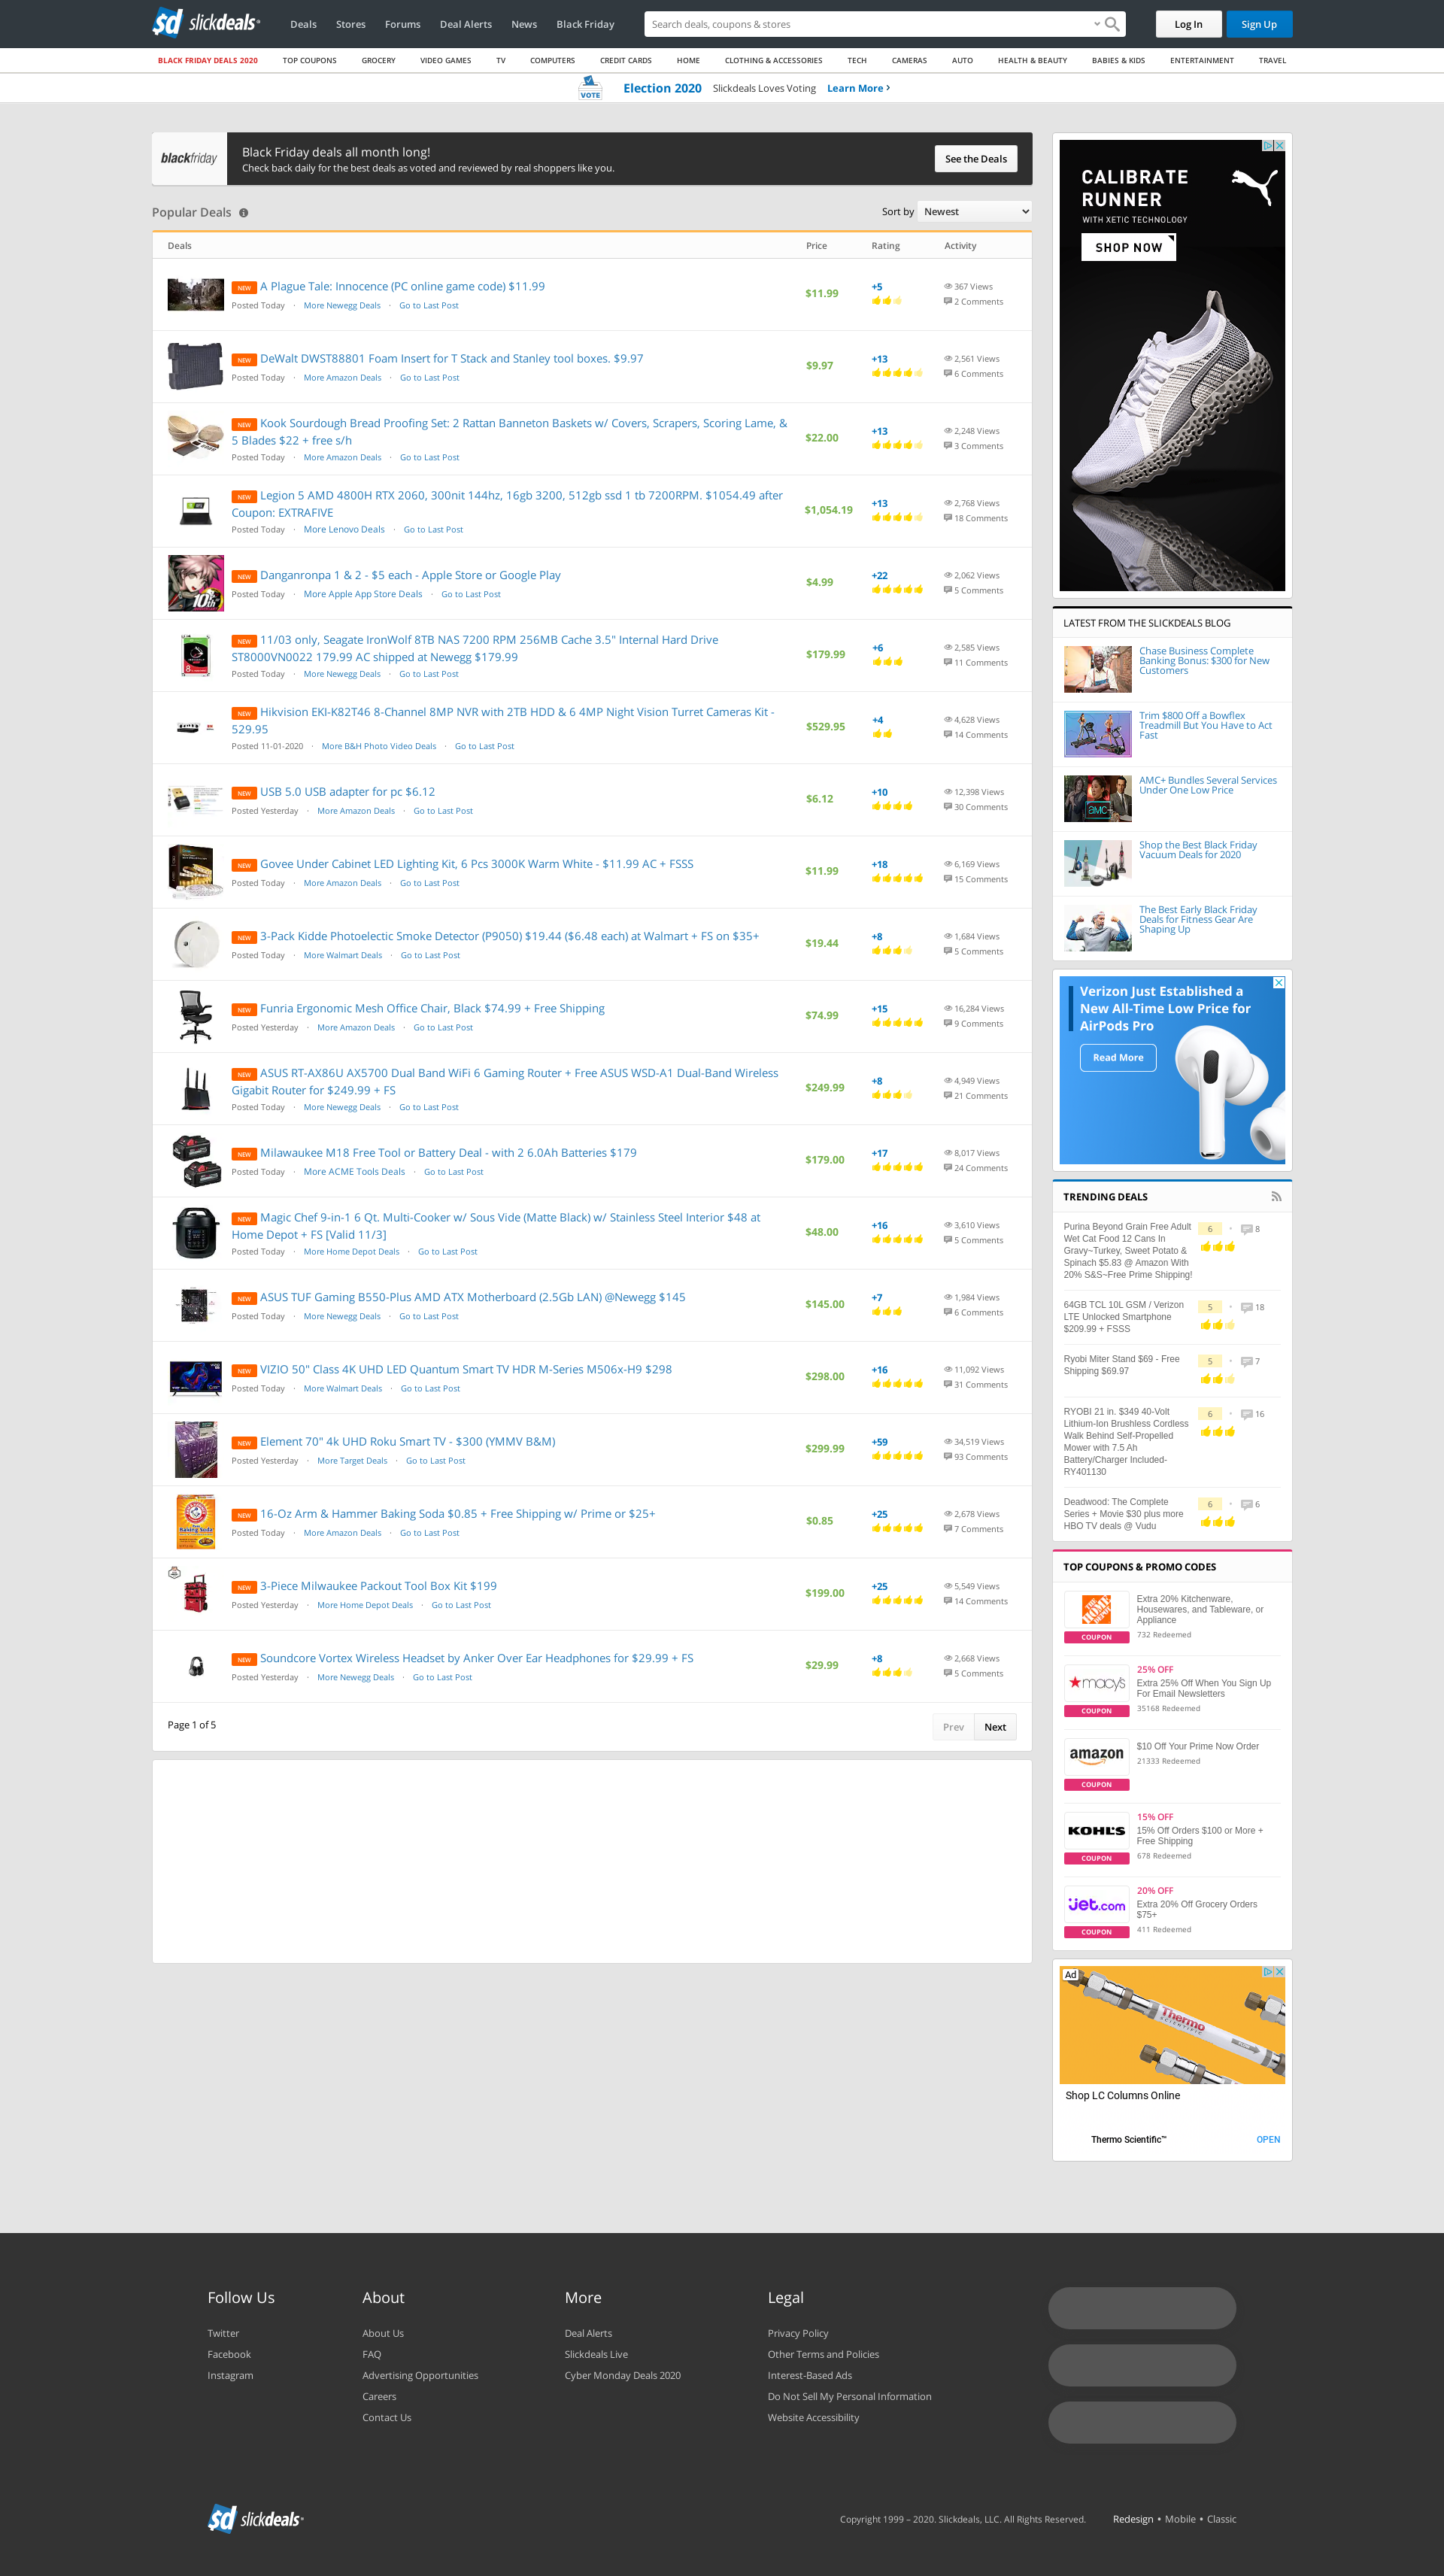 sd slickdeals
Deals Stores Forums Deal Alerts News Black Friday
Search deals, coupons & stores
Log In Sign Up
BLACK FRIDAY DEALS 2020 TOP COUPONS GROCERY VIDEO GAMES TV COMPUTERS CREDIT CARDS HOME CLOTHING & ACCESSORIES TECH CAMERAS AUTO HEALTH & BEAUTY BABIES & KIDS ENTERTAINMENT TRAVEL
VOTE Election 2020 Slickdeals Loves Voting Learn More
blackfriday
Black Friday deals all month long!
Check back daily for the best deals as voted and reviewed by real shoppers like you.
See the Deals
Popular Deals
Sort by Newest
Deals Price Rating Activity
NEW A Plague Tale: Innocence (PC online game code) $11.99
Posted Today · More Newegg Deals · Go to Last Post
$11.99
+5
367 Views
2 Comments
NEW DeWalt DWST88801 Foam Insert for T Stack and Stanley tool boxes. $9.97
Posted Today · More Amazon Deals · Go to Last Post
$9.97
+13
2,561 Views
6 Comments
NEW Kook Sourdough Bread Proofing Set: 2 Rattan Banneton Baskets w/ Covers, Scrapers, Scoring Lame, &
5 Blades $22 + free s/h
Posted Today · More Amazon Deals · Go to Last Post
$22.00
+13
2,248 Views
3 Comments
NEW Legion 5 AMD 4800H RTX 2060, 300nit 144hz, 16gb 3200, 512gb ssd 1 tb 7200RPM. $1054.49 after
Coupon: EXTRAFIVE
Posted Today · More Lenovo Deals · Go to Last Post
$1,054.19
+13
2,768 Views
18 Comments
10th
NEW Danganronpa 1 & 2 - $5 each - Apple Store or Google Play
Posted Today · More Apple App Store Deals · Go to Last Post
$4.99
+22
2,062 Views
5 Comments
NEW 11/03 only, Seagate IronWolf 8TB NAS 7200 RPM 256MB Cache 3.5" Internal Hard Drive
ST8000VN0022 179.99 AC shipped at Newegg $179.99
Posted Today · More Newegg Deals · Go to Last Post
$179.99
+6
2,585 Views
11 Comments
NEW Hikvision EKI-K82T46 8-Channel 8MP NVR with 2TB HDD & 6 4MP Night Vision Turret Cameras Kit -
529.95
Posted 11-01-2020 · More B&H Photo Video Deals · Go to Last Post
$529.95
+4
4,628 Views
14 Comments
NEW USB 5.0 USB adapter for pc $6.12
Posted Yesterday · More Amazon Deals · Go to Last Post
$6.12
+10
12,398 Views
30 Comments
NEW Govee Under Cabinet LED Lighting Kit, 6 Pcs 3000K Warm White - $11.99 AC + FSSS
Posted Today · More Amazon Deals · Go to Last Post
$11.99
+18
6,169 Views
15 Comments
NEW 3-Pack Kidde Photoelectic Smoke Detector (P9050) $19.44 ($6.48 each) at Walmart + FS on $35+
Posted Today · More Walmart Deals · Go to Last Post
$19.44
+8
1,684 Views
5 Comments
NEW Funria Ergonomic Mesh Office Chair, Black $74.99 + Free Shipping
Posted Yesterday · More Amazon Deals · Go to Last Post
$74.99
+15
16,284 Views
9 Comments
NEW ASUS RT-AX86U AX5700 Dual Band WiFi 6 Gaming Router + Free ASUS WSD-A1 Dual-Band Wireless
Gigabit Router for $249.99 + FS
Posted Today · More Newegg Deals · Go to Last Post
$249.99
+8
4,949 Views
21 Comments
NEW Milawaukee M18 Free Tool or Battery Deal - with 2 6.0Ah Batteries $179
Posted Today · More ACME Tools Deals · Go to Last Post
$179.00
+17
8,017 Views
24 Comments
NEW Magic Chef 9-in-1 6 Qt. Multi-Cooker w/ Sous Vide (Matte Black) w/ Stainless Steel Interior $48 at
Home Depot + FS [Valid 11/3]
Posted Today · More Home Depot Deals · Go to Last Post
$48.00
+16
3,610 Views
5 Comments
NEW ASUS TUF Gaming B550-Plus AMD ATX Motherboard (2.5Gb LAN) @Newegg $145
Posted Today · More Newegg Deals · Go to Last Post
$145.00
+7
1,984 Views
6 Comments
NEW VIZIO 50" Class 4K UHD LED Quantum Smart TV HDR M-Series M506x-H9 $298
Posted Today · More Walmart Deals · Go to Last Post
$298.00
+16
11,092 Views
31 Comments
NEW Element 70" 4k UHD Roku Smart TV - $300 (YMMV B&M)
Posted Yesterday · More Target Deals · Go to Last Post
$299.99
+59
34,519 Views
93 Comments
NEW 16-Oz Arm & Hammer Baking Soda $0.85 + Free Shipping w/ Prime or $25+
Posted Today · More Amazon Deals · Go to Last Post
$0.85
+25
2,678 Views
7 Comments
NEW 3-Piece Milwaukee Packout Tool Box Kit $199
Posted Yesterday · More Home Depot Deals · Go to Last Post
$199.00
+25
5,549 Views
14 Comments
NEW Soundcore Vortex Wireless Headset by Anker Over Ear Headphones for $29.99 + FS
Posted Yesterday · More Newegg Deals · Go to Last Post
$29.99
+8
2,668 Views
5 Comments
Page 1 of 5
Prev Next
CALIBRATE
RUNNER
WITH XETIC TECHNOLOGY
SHOP NOW
LATEST FROM THE SLICKDEALS BLOG
Chase Business Complete
Banking Bonus: $300 for New
Customers
Trim $800 Off a Bowflex
Treadmill But You Have to Act
Fast
AMC+ Bundles Several Services
Under One Low Price
aMC+
Shop the Best Black Friday
Vacuum Deals for 2020
The Best Early Black Friday
Deals for Fitness Gear Are
Shaping Up
Verizon Just Established a
New All-Time Low Price for
AirPods Pro
Read More
TRENDING DEALS
Purina Beyond Grain Free Adult
Wet Cat Food 12 Cans In
Gravy~Turkey, Sweet Potato &
Spinach $5.83 @ Amazon With
20% S&S~Free Prime Shipping!
6 · 8
64GB TCL 10L GSM / Verizon
LTE Unlocked Smartphone
$209.99 + FSSS
5 · 18
Ryobi Miter Stand $69 - Free
Shipping $69.97
5 · 7
RYOBI 21 in. $349 40-Volt
Lithium-Ion Brushless Cordless
Walk Behind Self-Propelled
Mower with 7.5 Ah
Battery/Charger Included-
RY401130
6 · 16
Deadwood: The Complete
Series + Movie $30 plus more
HBO TV deals @ Vudu
6 · 6
TOP COUPONS & PROMO CODES
THE HOME DEPOT
COUPON
Extra 20% Kitchenware,
Housewares, and Tableware, or
Appliance
732 Redeemed
macy's
COUPON
25% OFF
Extra 25% Off When You Sign Up
For Email Newsletters
35168 Redeemed
amazon
COUPON
$10 Off Your Prime Now Order
21333 Redeemed
KOHL'S
COUPON
15% OFF
15% Off Orders $100 or More +
Free Shipping
678 Redeemed
jet.com
COUPON
20% OFF
Extra 20% Off Grocery Orders
$75+
411 Redeemed
Ad
Thermo
SCIENTIFIC
Shop LC Columns Online
Thermo Scientific™
OPEN
Follow Us
Twitter
Facebook
Instagram
About
About Us
FAQ
Advertising Opportunities
Careers
Contact Us
More
Deal Alerts
Slickdeals Live
Cyber Monday Deals 2020
Legal
Privacy Policy
Other Terms and Policies
Interest-Based Ads
Do Not Sell My Personal Information
Website Accessibility
sd slickdeals
Copyright 1999 – 2020. Slickdeals, LLC. All Rights Reserved.
Redesign • Mobile • Classic